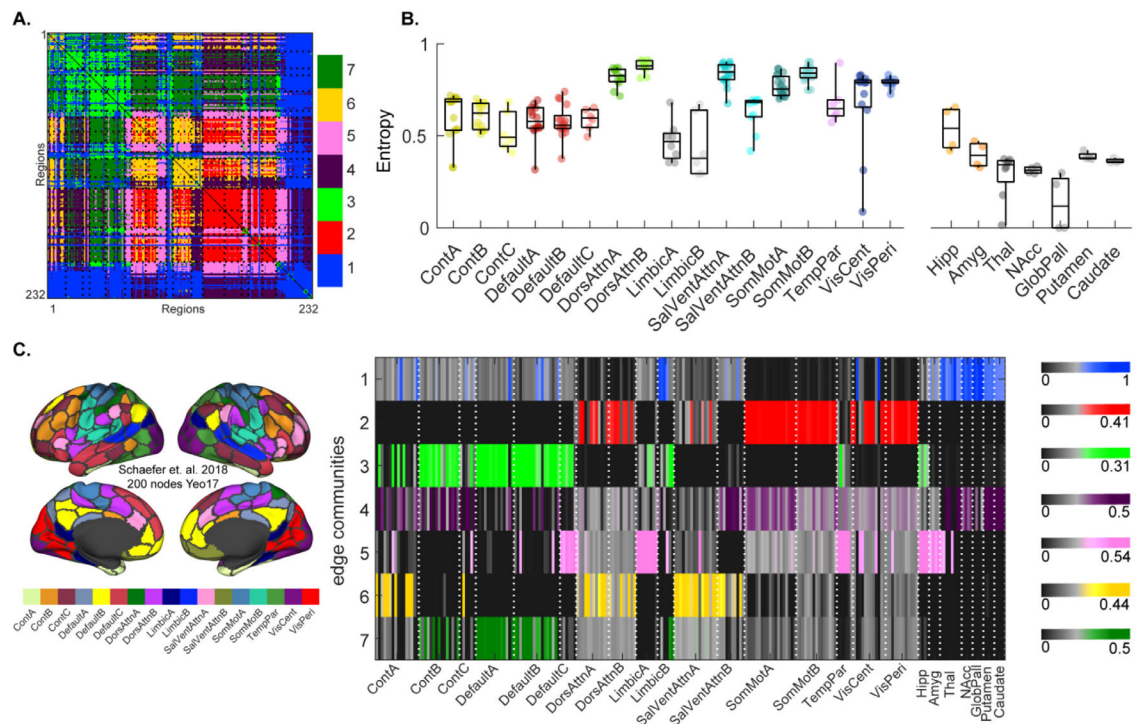 A.
1
Regions
232
1
Regions
232
7
6
5
4
3
2
1
B.
1
0.5
0
Entropy
ContA
ContB
ContC
DefaultA
DefaultB
DefaultC
DorsAttnA
DorsAttnB
LimbicA
LimbicB
SalVentAttnA
SalVentAttnB
SomMotA
SomMotB
TempPar
VisCent
VisPeri
Hipp
Amyg
Thal
NAcc
GlobPall
Putamen
Caudate
C.
Schaefer et. al. 2018
200 nodes Yeo17
ContA
ContB
ContC
DefaultA
DefaultB
DefaultC
DorsAttnA
DorsAttnB
LimbicA
LimbicB
SalVentAttnA
SalVentAttnB
SomMotA
SomMotB
TempPar
VisCent
VisPeri
edge communities
1
2
3
4
5
6
7
ContA
ContB
ContC
DefaultA
DefaultB
DefaultC
DorsAttnA
DorsAttnB
LimbicA
LimbicB
SalVentAttnA
SalVentAttnB
SomMotA
SomMotB
TempPar
VisCent
VisPeri
Hipp
Amyg
Thal
NAcc
GlobPall
Putamen
Caudate
0 1
0 0.41
0 0.31
0 0.5
0 0.54
0 0.44
0 0.5